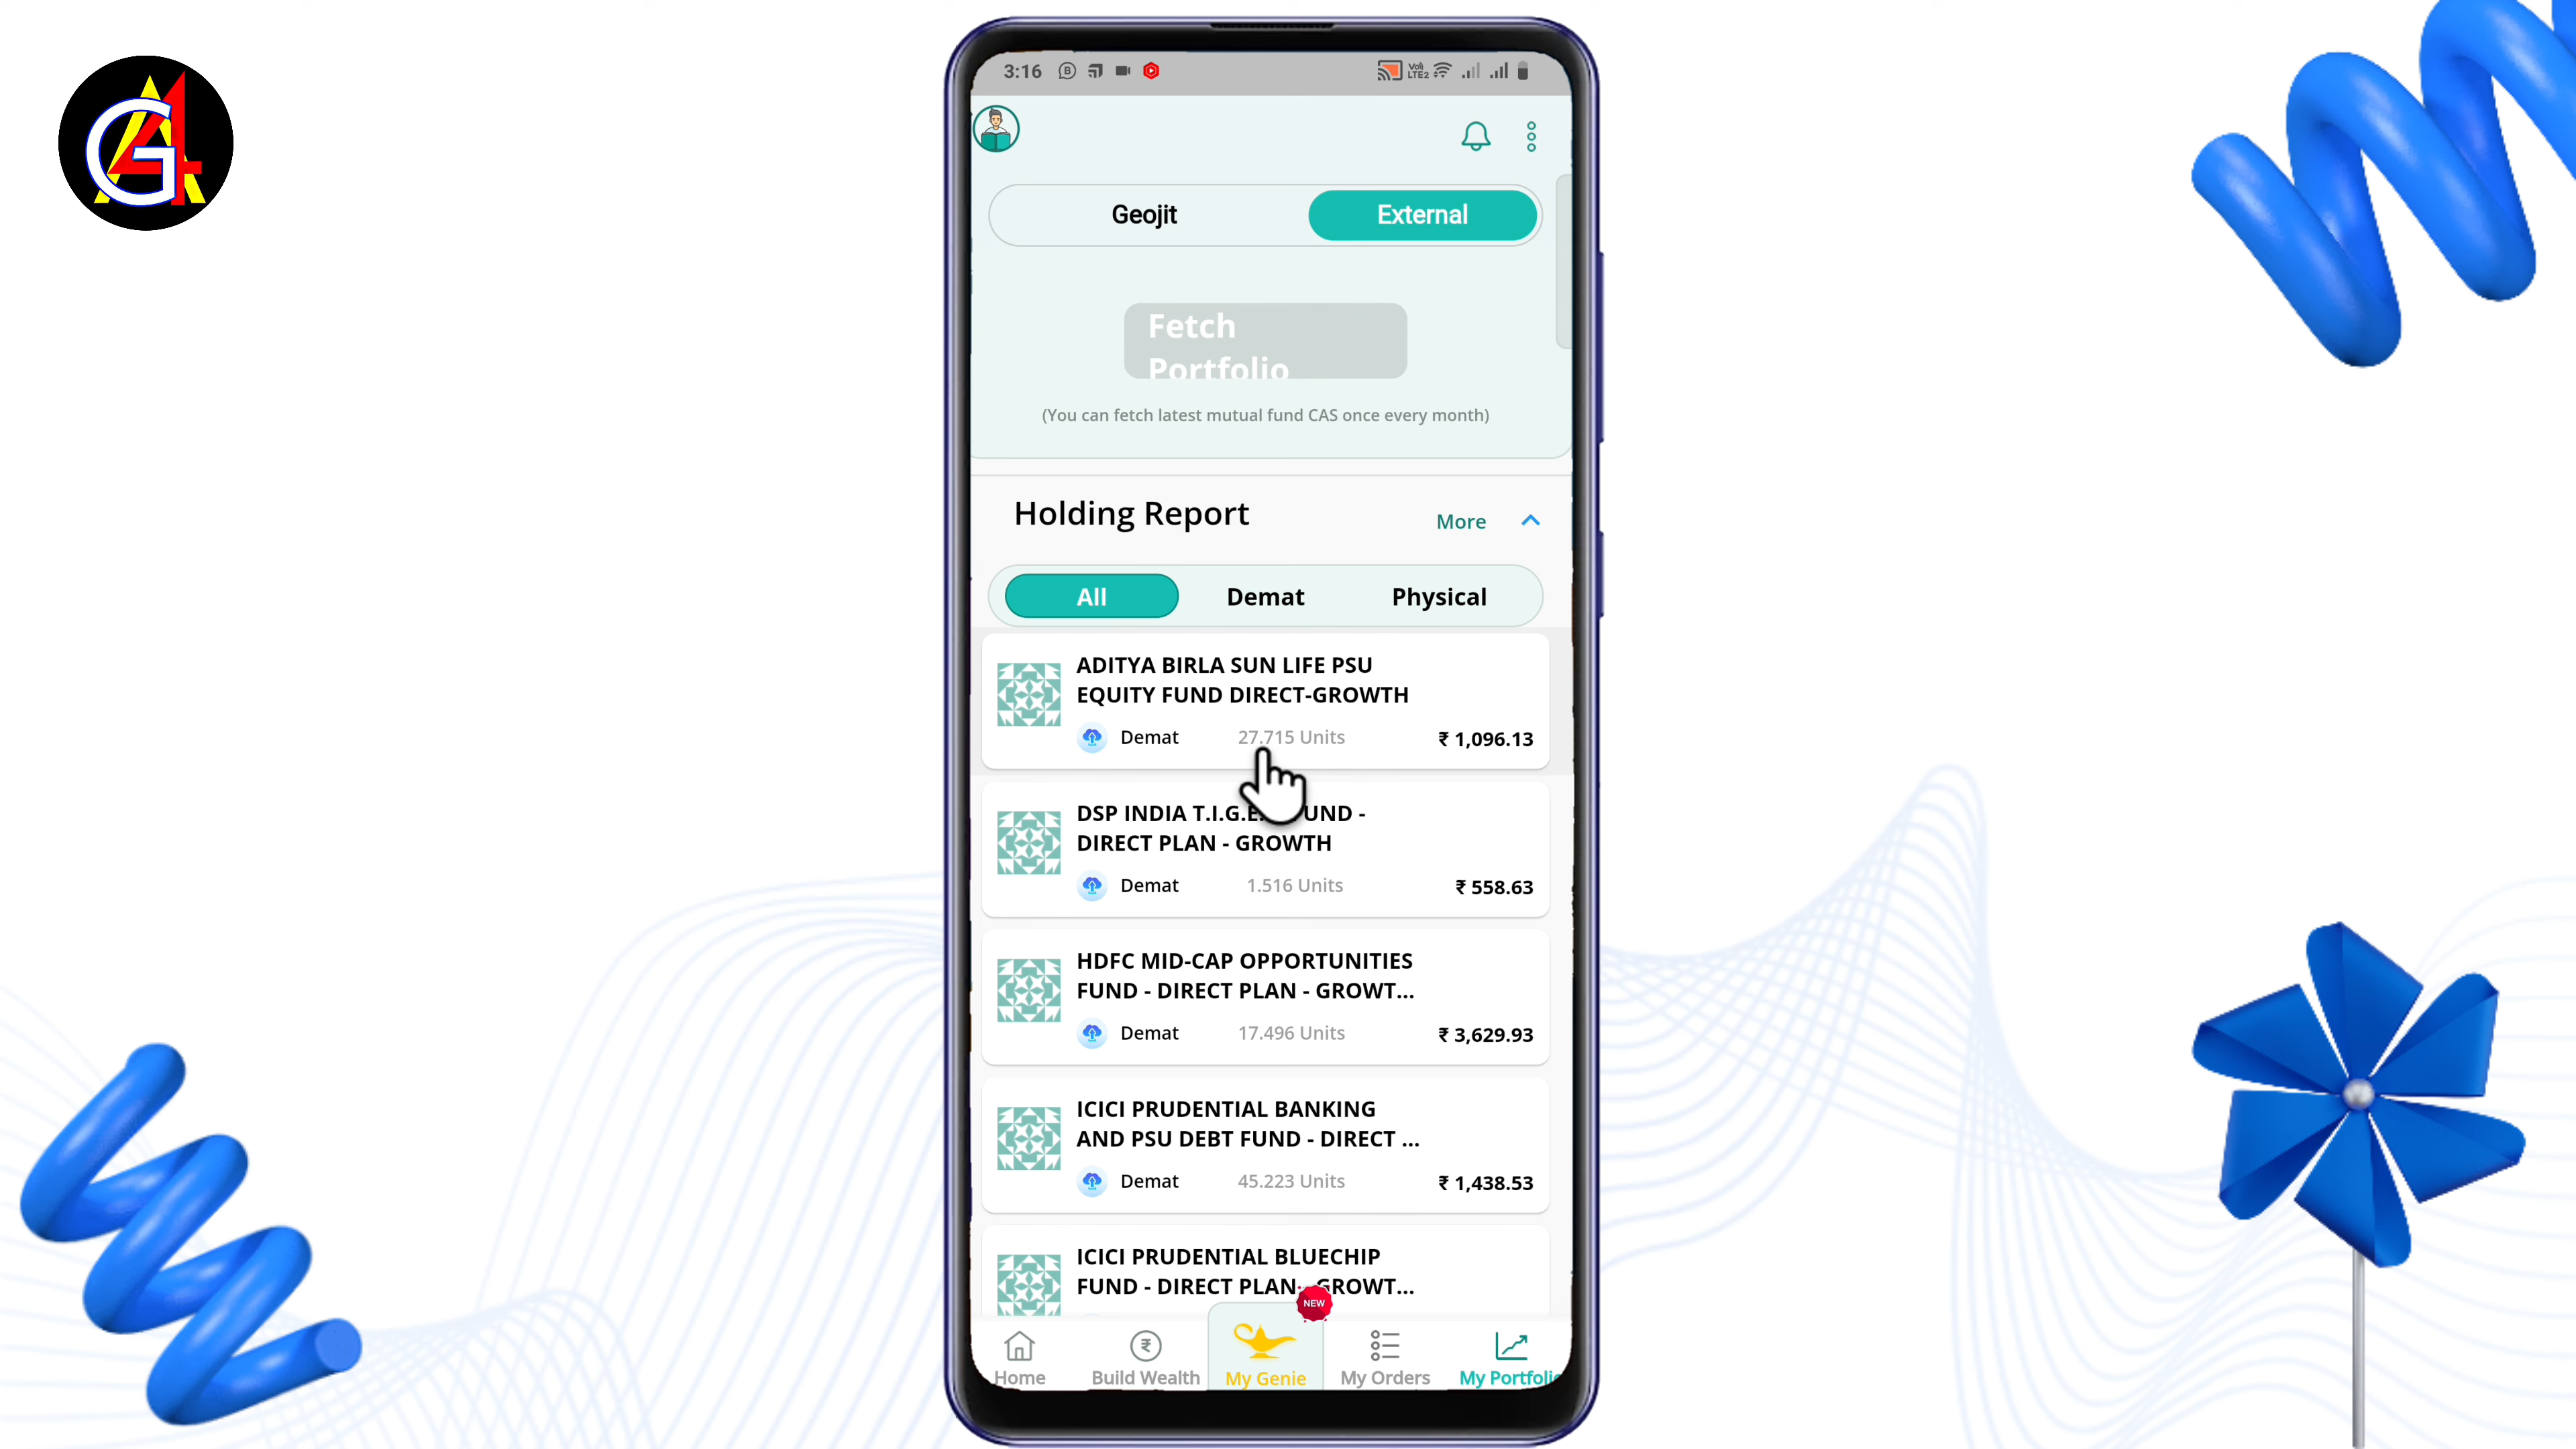 G4A
3:16
Vo)
LTE2
Geojit
External
Fetch
Portfolio
(You can fetch latest mutual fund CAS once every month)
Holding Report
More
All
Demat
Physical
ADITYA BIRLA SUN LIFE PSU
EQUITY FUND DIRECT-GROWTH
Demat
27.715 Units
₹ 1,096.13
DSP INDIA T.I.G.E. UND -
DIRECT PLAN - GROWTH
Demat
1.516 Units
₹ 558.63
HDFC MID-CAP OPPORTUNITIES
FUND - DIRECT PLAN - GROWT...
Demat
17.496 Units
₹ 3,629.93
ICICI PRUDENTIAL BANKING
AND PSU DEBT FUND - DIRECT ...
Demat
45.223 Units
₹ 1,438.53
ICICI PRUDENTIAL BLUECHIP
FUND - DIRECT PLAN - GROWT...
NEW
Home
Build Wealth
My Genie
My Orders
My Portfolio